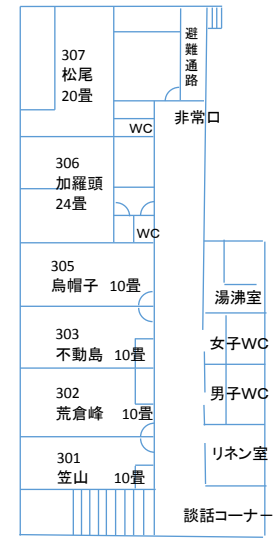 避難通路
307
松尾
20畳
非常口
WC
306
加羅頭
24畳
WC
305
烏帽子 10畳
湯沸室
303
不動島 10畳
女子WC
302
荒倉峰 10畳
男子WC
301
笠山 10畳
リネン室
談話コーナー